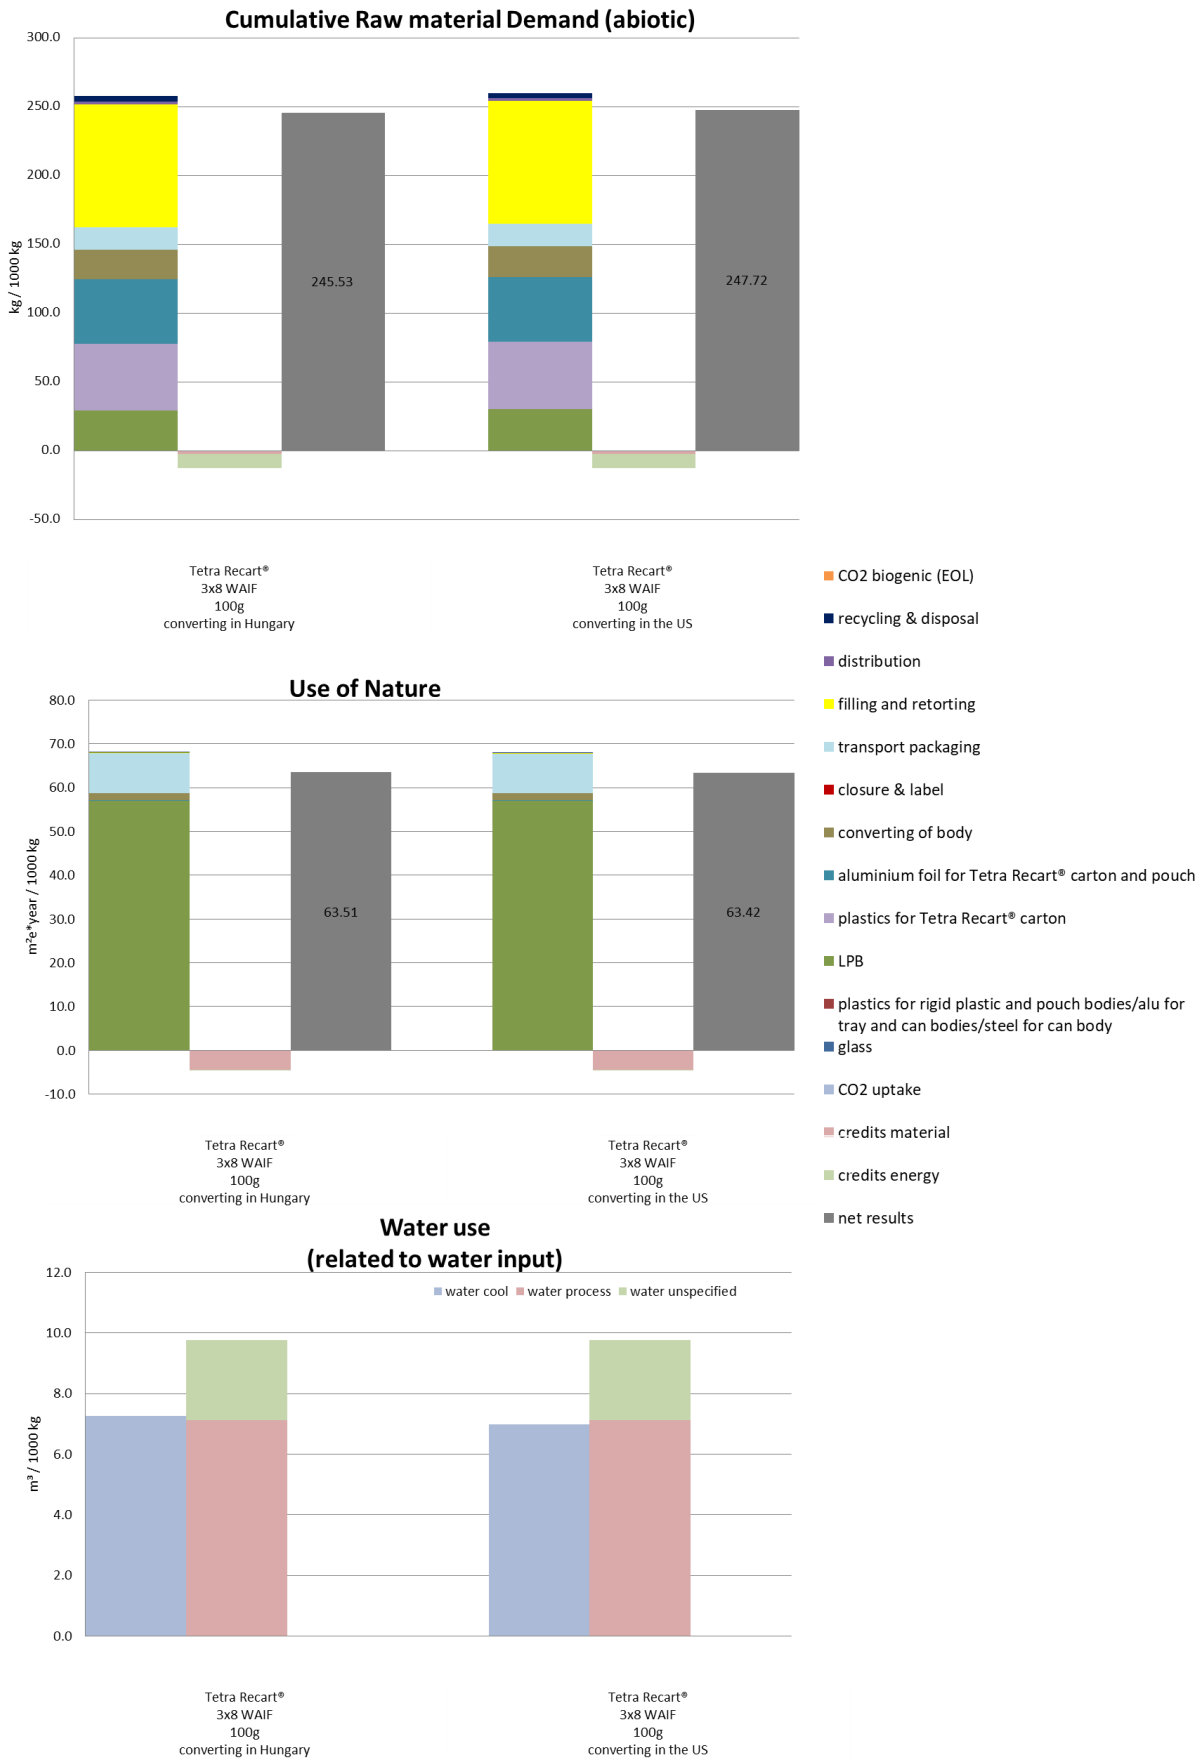 Cumulative Raw material Demand (abiotic)
300.0
250.0
200.0
150.0
100.0
50.0
0.0
-50.0
kg / 1000 kg
245.53
247.72
Tetra Recart®
3x8 WAIF
100g
converting in Hungary
Tetra Recart®
3x8 WAIF
100g
converting in the US
CO2 biogenic (EOL)
recycling & disposal
distribution
filling and retorting
transport packaging
closure & label
converting of body
aluminium foil for Tetra Recart® carton and pouch
plastics for Tetra Recart® carton
LPB
plastics for rigid plastic and pouch bodies/alu for
tray and can bodies/steel for can body
glass
CO2 uptake
credits material
credits energy
net results
Use of Nature
80.0
70.0
60.0
50.0
40.0
30.0
20.0
10.0
0.0
-10.0
m²e*year / 1000 kg
63.51
63.42
Tetra Recart®
3x8 WAIF
100g
converting in Hungary
Tetra Recart®
3x8 WAIF
100g
converting in the US
Water use
(related to water input)
12.0
10.0
8.0
6.0
4.0
2.0
0.0
m³ / 1000 kg
water cool water process water unspecified
Tetra Recart®
3x8 WAIF
100g
converting in Hungary
Tetra Recart®
3x8 WAIF
100g
converting in the US